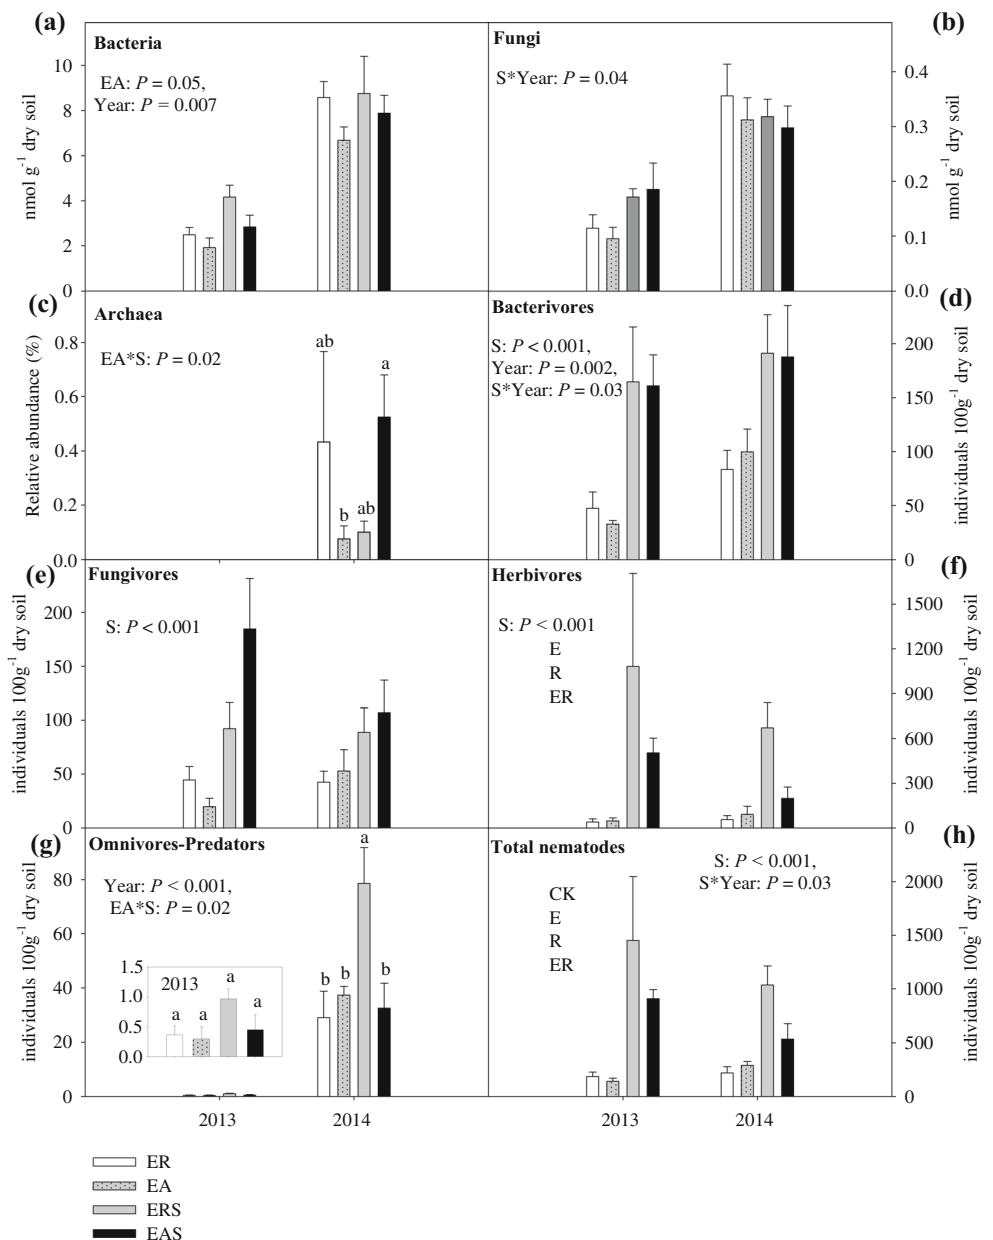 (a)
Bacteria
EA: P = 0.05,
Year: P = 0.007
10
8
6
4
2
0
nmol g⁻¹ dry soil
(b)
Fungi
S*Year: P = 0.04
0.4
0.3
0.2
0.1
0.0
nmol g⁻¹ dry soil
(c)
Archaea
EA*S: P = 0.02
0.8
0.6
0.4
0.2
0.0
Relative abundance (%)
ab
b
ab
a
(d)
Bacterivores
S: P < 0.001,
Year: P = 0.002,
S*Year: P = 0.03
200
150
100
50
0
individuals 100g⁻¹ dry soil
(e)
Fungivores
S: P < 0.001
200
150
100
50
0
individuals 100g⁻¹ dry soil
(f)
Herbivores
S: P < 0.001
E
R
ER
1500
1200
900
600
300
0
individuals 100g⁻¹ dry soil
(g)
Omnivores-Predators
Year: P < 0.001,
EA*S: P = 0.02
80
60
40
20
0
individuals 100g⁻¹ dry soil
1.5
1.0
0.5
0.0
2013
a
a
a
a
b
b
a
b
2013
2014
(h)
Total nematodes
S: P < 0.001,
S*Year: P = 0.03
CK
E
R
ER
2000
1500
1000
500
0
individuals 100g⁻¹ dry soil
2013
2014
ER
EA
ERS
EAS